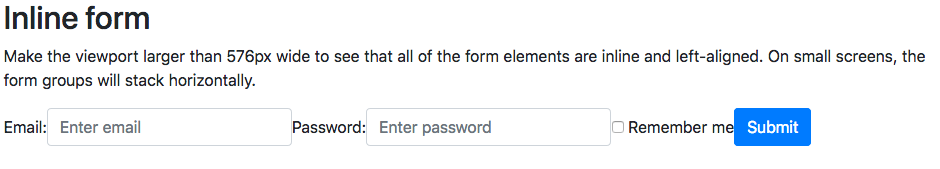 Inline form
Make the viewport larger than 576px wide to see that all of the form elements are inline and left-aligned. On small screens, the
form groups will stack horizontally.
Email: Enter email Password: Enter password Remember me Submit